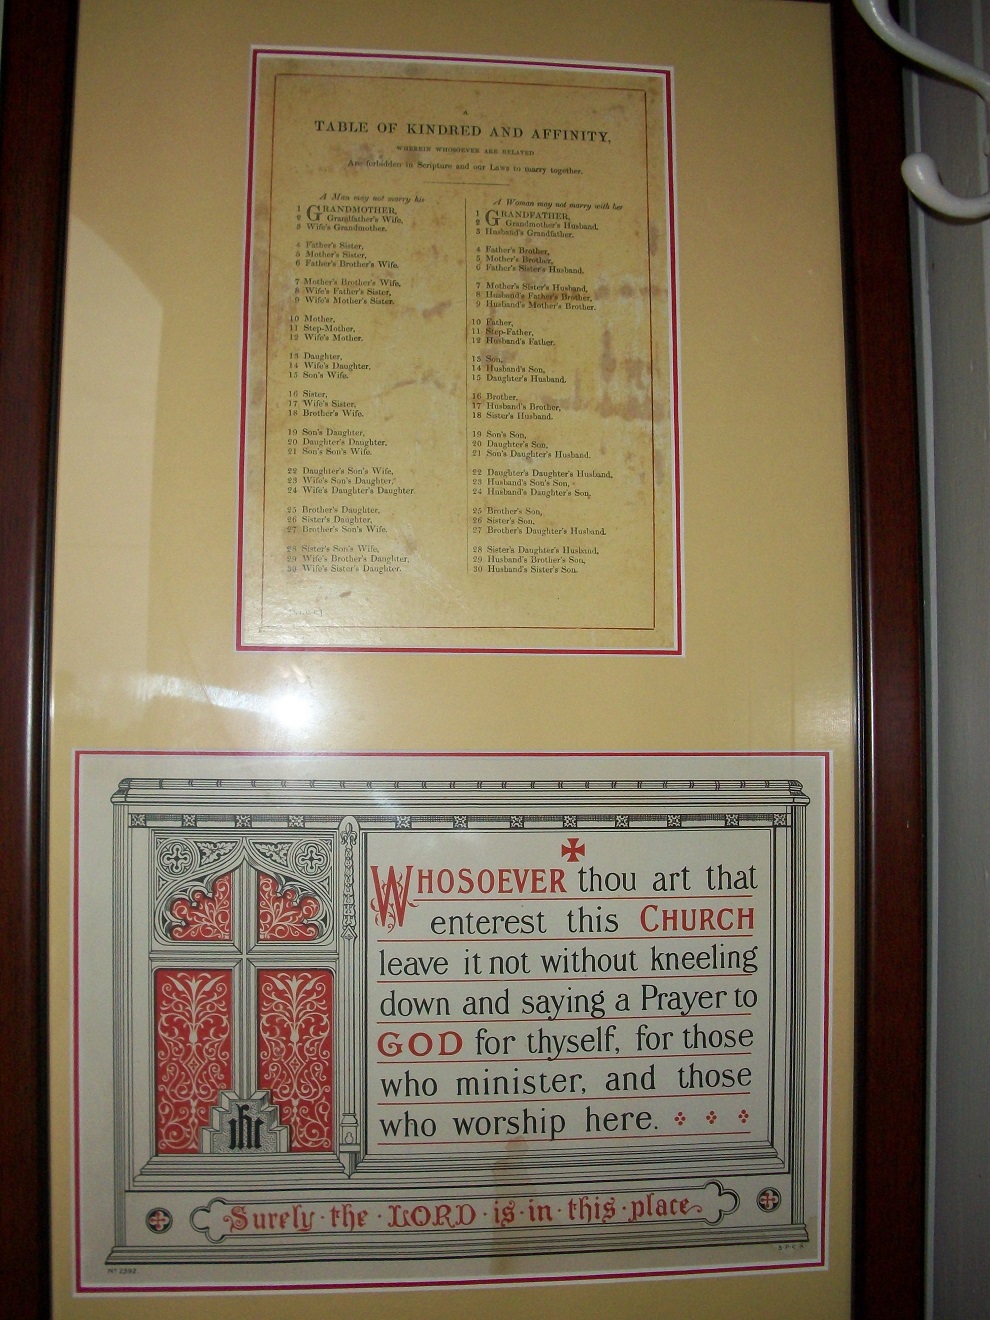 A
TABLE OF KINDRED AND AFFINITY,
WHEREIN WHOSOEVER ARE RELATED
Are forbidden in Scripture and our Laws to marry together.
A Man may not marry his
1 GRANDMOTHER,
2 Grandfather's Wife,
3 Wife's Grandmother.
4 Father's Sister,
5 Mother's Sister,
6 Father's Brother's Wife.
7 Mother's Brother's Wife,
8 Wife's Father's Sister,
9 Wife's Mother's Sister.
10 Mother,
11 Step-Mother,
12 Wife's Mother.
13 Daughter,
14 Wife's Daughter,
15 Son's Wife.
16 Sister,
17 Wife's Sister,
18 Brother's Wife.
19 Son's Daughter,
20 Daughter's Daughter,
21 Son's Son's Wife.
22 Daughter's Son's Wife,
23 Wife's Son's Daughter,
24 Wife's Daughter's Daughter.
25 Brother's Daughter,
26 Sister's Daughter,
27 Brother's Son's Wife.
28 Sister's Son's Wife,
29 Wife's Brother's Daughter,
30 Wife's Sister's Daughter.
A Woman may not marry with her
1 GRANDFATHER,
2 Grandmother's Husband,
3 Husband's Grandfather.
4 Father's Brother,
5 Mother's Brother,
6 Father's Sister's Husband.
7 Mother's Sister's Husband,
8 Husband's Father's Brother,
9 Husband's Mother's Brother.
10 Father,
11 Step-Father,
12 Husband's Father.
13 Son,
14 Husband's Son,
15 Daughter's Husband.
16 Brother,
17 Husband's Brother,
18 Sister's Husband.
19 Son's Son,
20 Daughter's Son,
21 Son's Daughter's Husband.
22 Daughter's Daughter's Husband,
23 Husband's Son's Son,
24 Husband's Daughter's Son.
25 Brother's Son,
26 Sister's Son,
27 Brother's Daughter's Husband.
28 Sister's Daughter's Husband,
29 Husband's Brother's Son,
30 Husband's Sister's Son.
WHOSOEVER thou art that
enterest this CHURCH
leave it not without kneeling
down and saying a Prayer to
GOD for thyself, for those
who minister, and those
who worship here.
ihc
Surely · the · LORD · is · in · this · place
No 2392
S.P.C.K